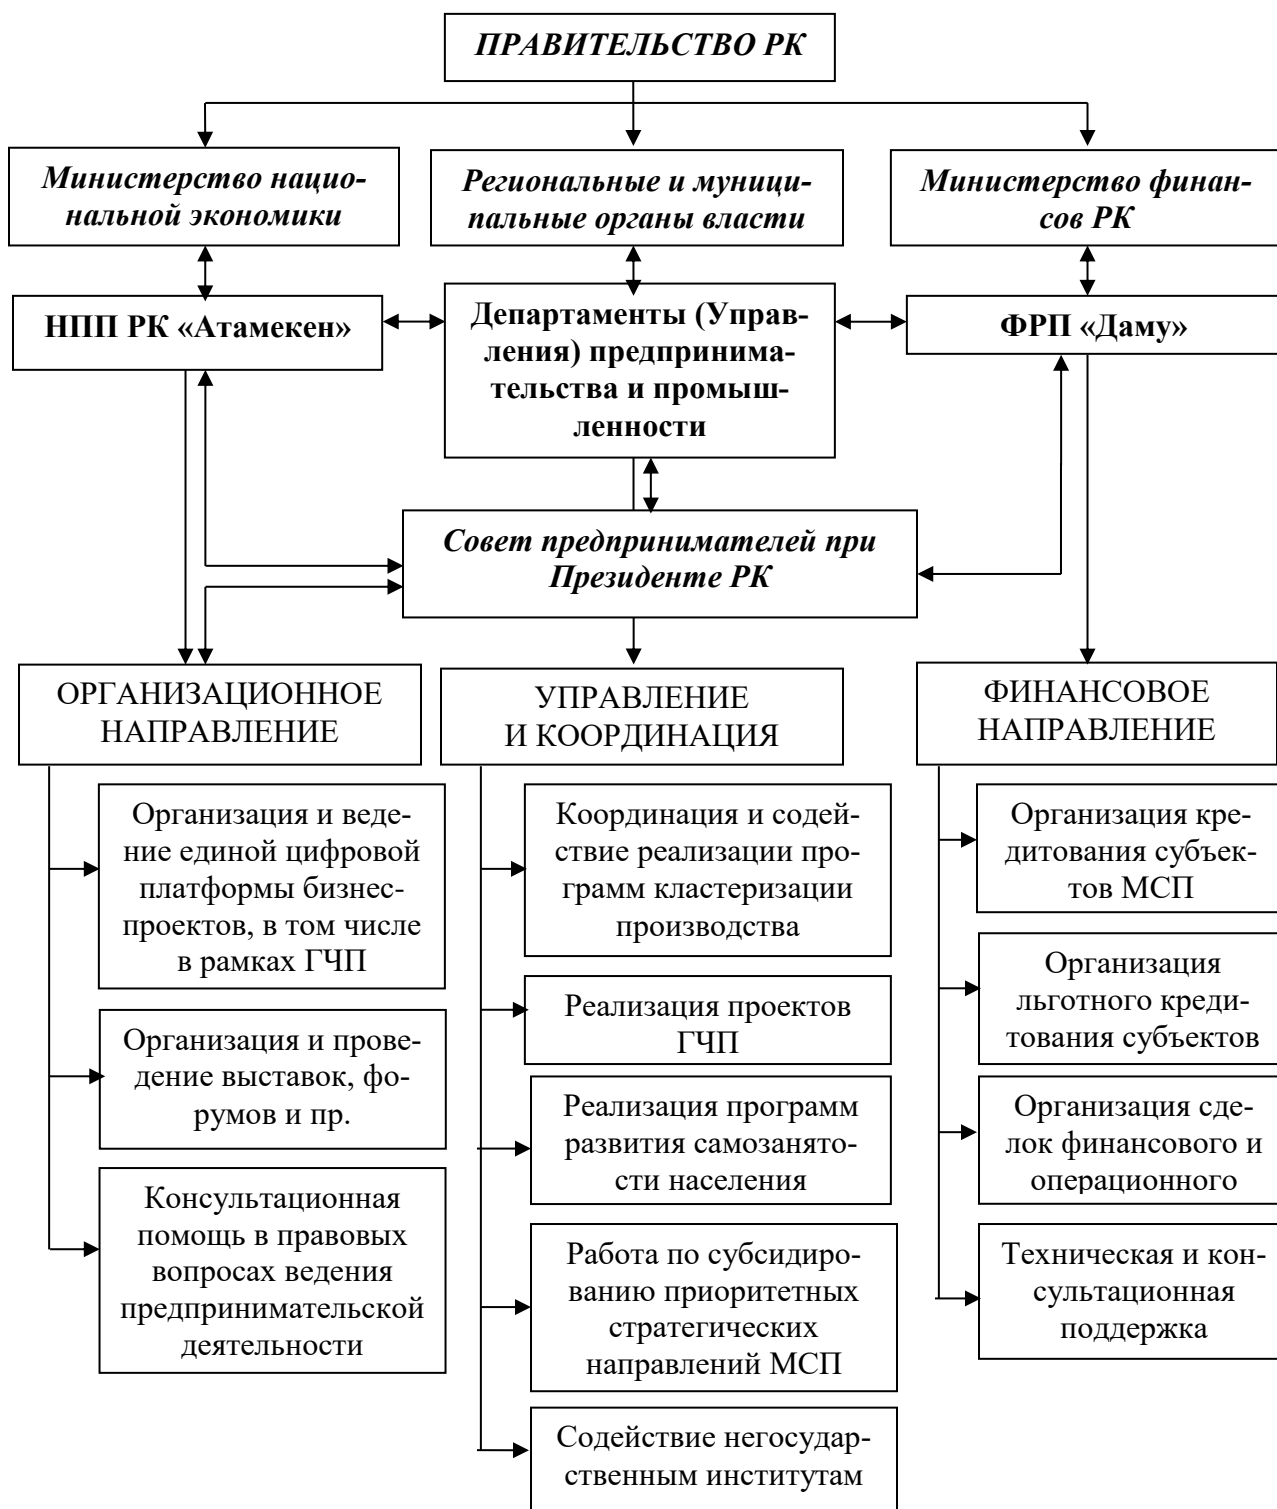 ПРАВИТЕЛЬСТВО РК
Министерство нацио-
нальной экономики
Региональные и муници-
пальные органы власти
Министерство финан-
сов РК
НПП РК «Атамекен»
Департаменты (Управ-
ления) предпринима-
тельства и промыш-
ленности
ФРП «Даму»
Совет предпринимателей при
Президенте РК
ОРГАНИЗАЦИОННОЕ
НАПРАВЛЕНИЕ
УПРАВЛЕНИЕ
И КООРДИНАЦИЯ
ФИНАНСОВОЕ
НАПРАВЛЕНИЕ
Организация и веде-
ние единой цифровой
платформы бизнес-
проектов, в том числе
в рамках ГЧП
Организация и прове-
дение выставок, фо-
румов и пр.
Консультационная
помощь в правовых
вопросах ведения
предпринимательской
деятельности
Координация и содей-
ствие реализации про-
грамм кластеризации
производства
Реализация проектов
ГЧП
Реализация программ
развития самозанято-
сти населения
Работа по субсидиро-
ванию приоритетных
стратегических
направлений МСП
Содействие негосудар-
ственным институтам
Организация кре-
дитования субъек-
тов МСП
Организация
льготного креди-
тования субъектов
Организация сде-
лок финансового и
операционного
Техническая и кон-
сультационная
поддержка